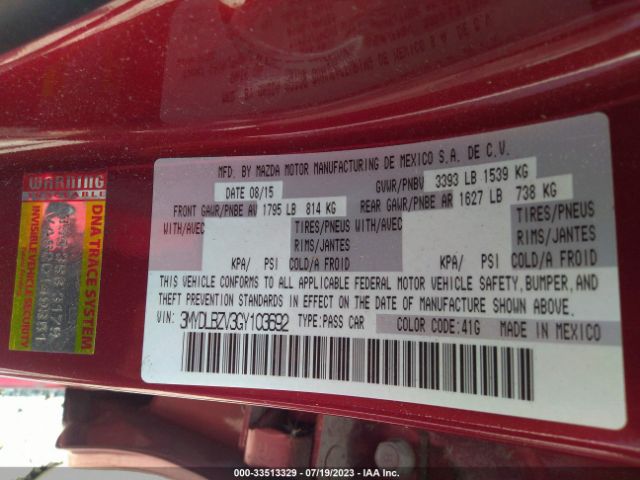 MFD. BY MAZDA MOTOR MANUFACTURING DE MEXICO S.A. DE C.V.
DATE 08/15 GVWR/PNBV 3393 LB 1539 KG
FRONT GAWR/PNBE AV 1795 LB 814 KG REAR GAWR/PNBE AR 1627 LB 738 KG
WITH/AVEC TIRES/PNEUS WITH/AVEC TIRES/PNEUS
RIMS/JANTES RIMS/JANTES
KPA/ PSI COLD/A FROID KPA/ PSI COLD/A FROID
THIS VEHICLE CONFORMS TO ALL APPLICABLE FEDERAL MOTOR VEHICLE SAFETY, BUMPER, AND
THEFT PREVENTION STANDARDS IN EFFECT ON THE DATE OF MANUFACTURE SHOWN ABOVE.
VIN: 3MYDLBZV3GY103692 TYPE:PASS CAR COLOR CODE:41G MADE IN MEXICO
WARNING
DNA TRACE SYSTEM
INVISIBLE VEHICLE SECURITY
000-33513329 / 07/19/2023 - IAA Inc.